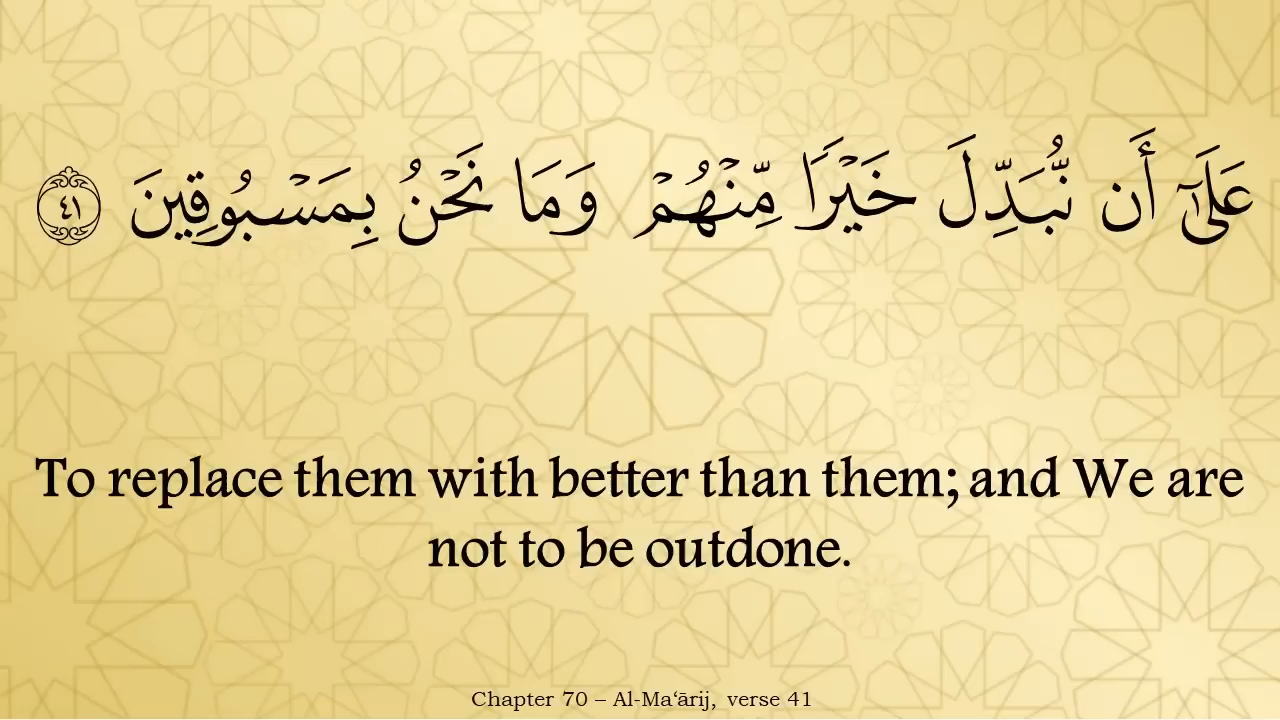 عَلَىٰٓ أَن نُّبَدِّلَ خَيْرًا مِّنْهُمْ وَمَا نَحْنُ بِمَسْبُوقِينَ ٤١
To replace them with better than them; and We are
not to be outdone.
Chapter 70 – Al-Ma‘ārij, verse 41